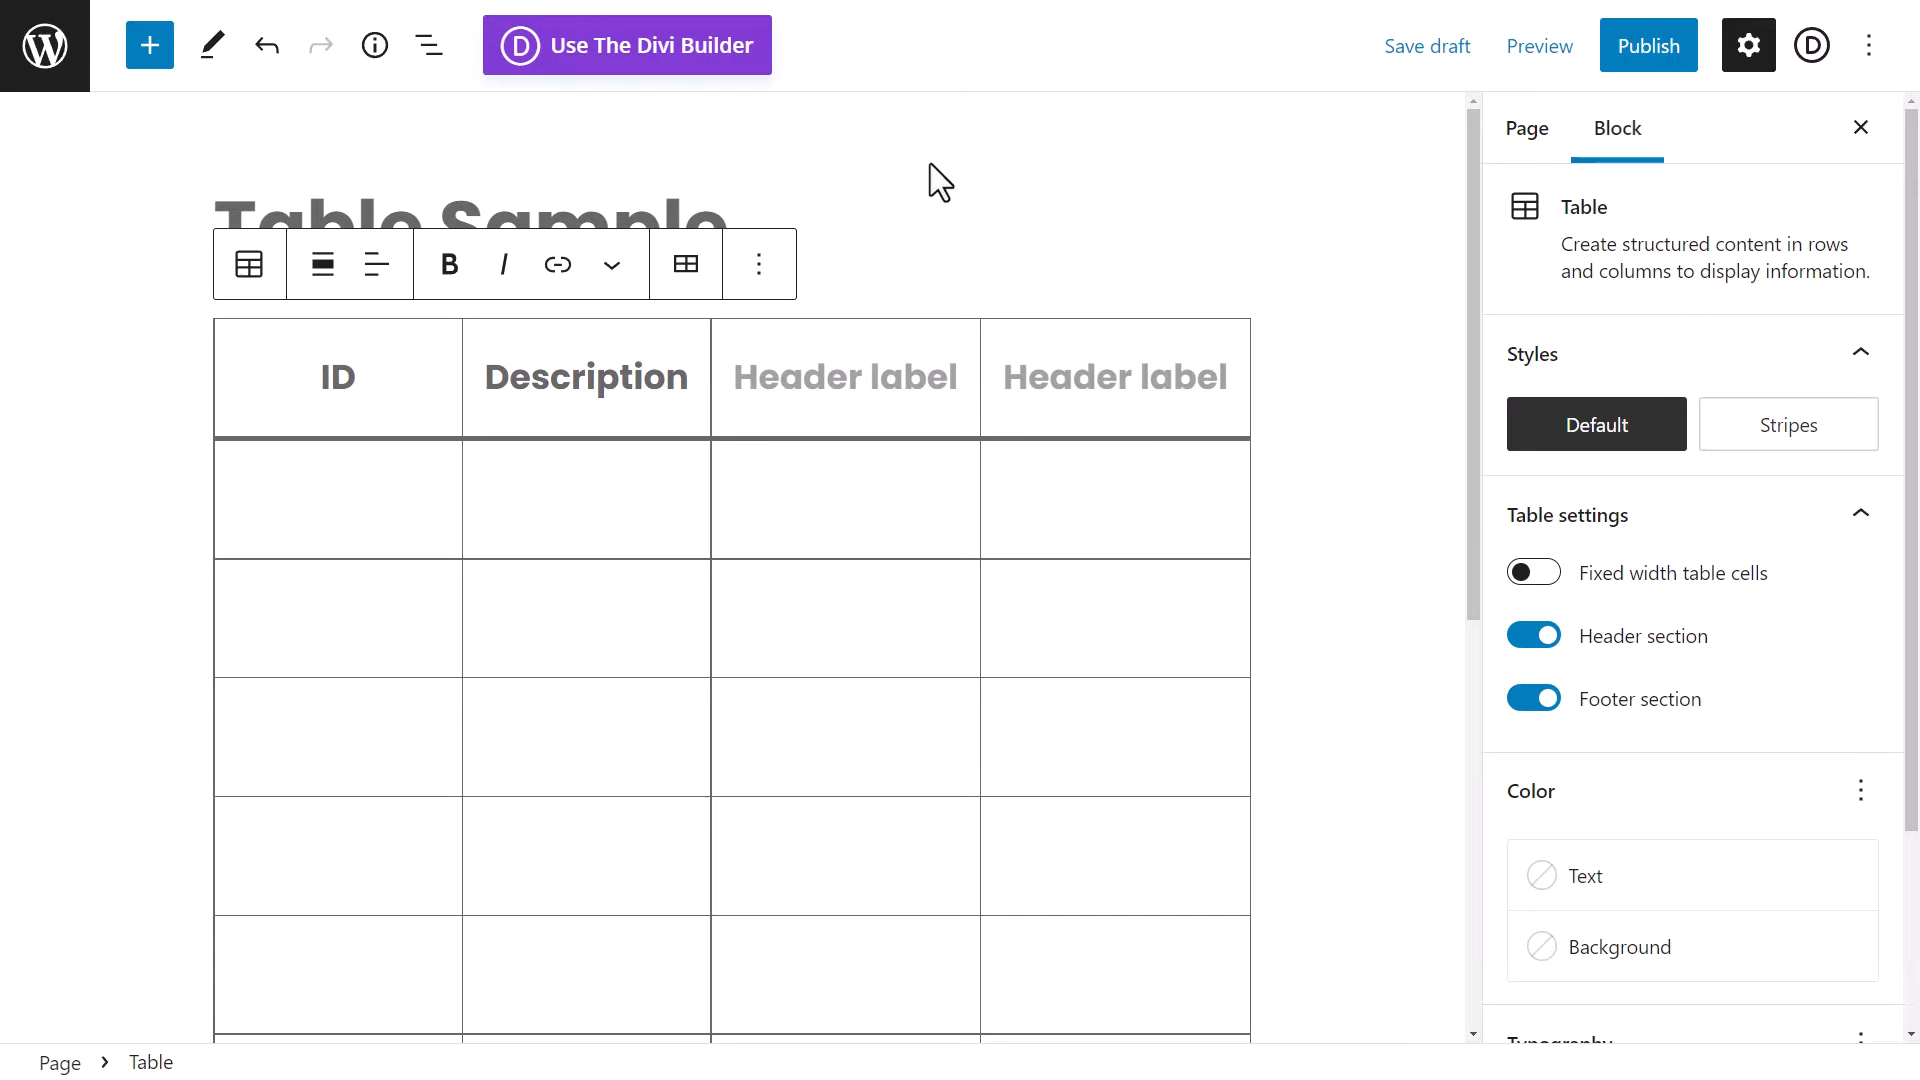 Use The Divi Builder
Save draft
Preview
Publish
Table Sample
ID
Description
Header label
Header label
Page
Block
Table
Create structured content in rows
and columns to display information.
Styles
Default
Stripes
Table settings
Fixed width table cells
Header section
Footer section
Color
Text
Background
Typography
Page
Table